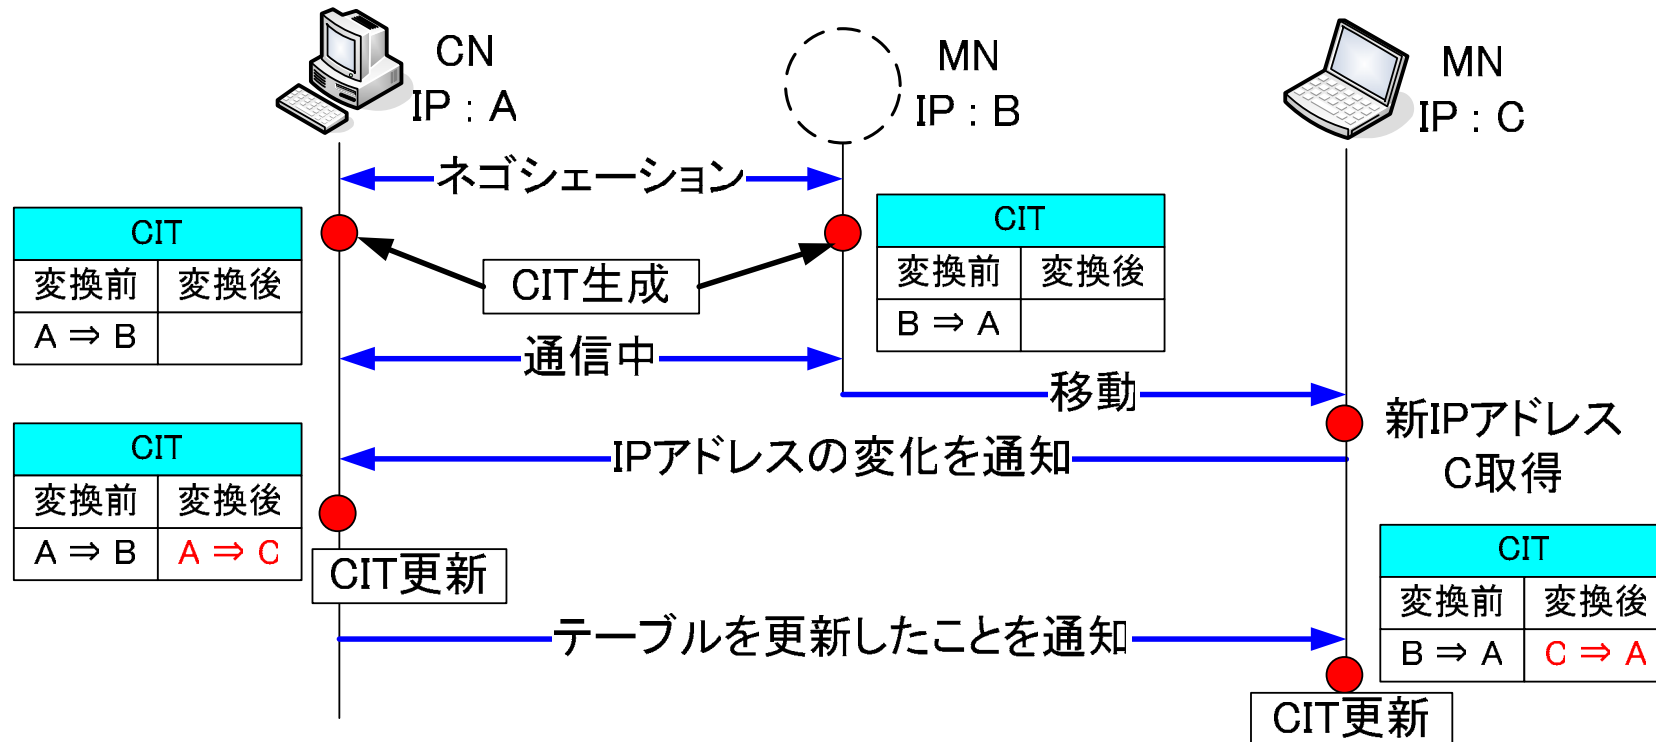 CN
IP : A
MN
IP : B
MN
IP : C
ネゴシェーション
CIT
変換前 変換後
A ⇒ B
CIT生成
CIT
変換前 変換後
B ⇒ A
通信中
移動
新IPアドレス
C取得
IPアドレスの変化を通知
CIT
変換前 変換後
A ⇒ B A ⇒ C
CIT更新
テーブルを更新したことを通知
CIT
変換前 変換後
B ⇒ A C ⇒ A
CIT更新